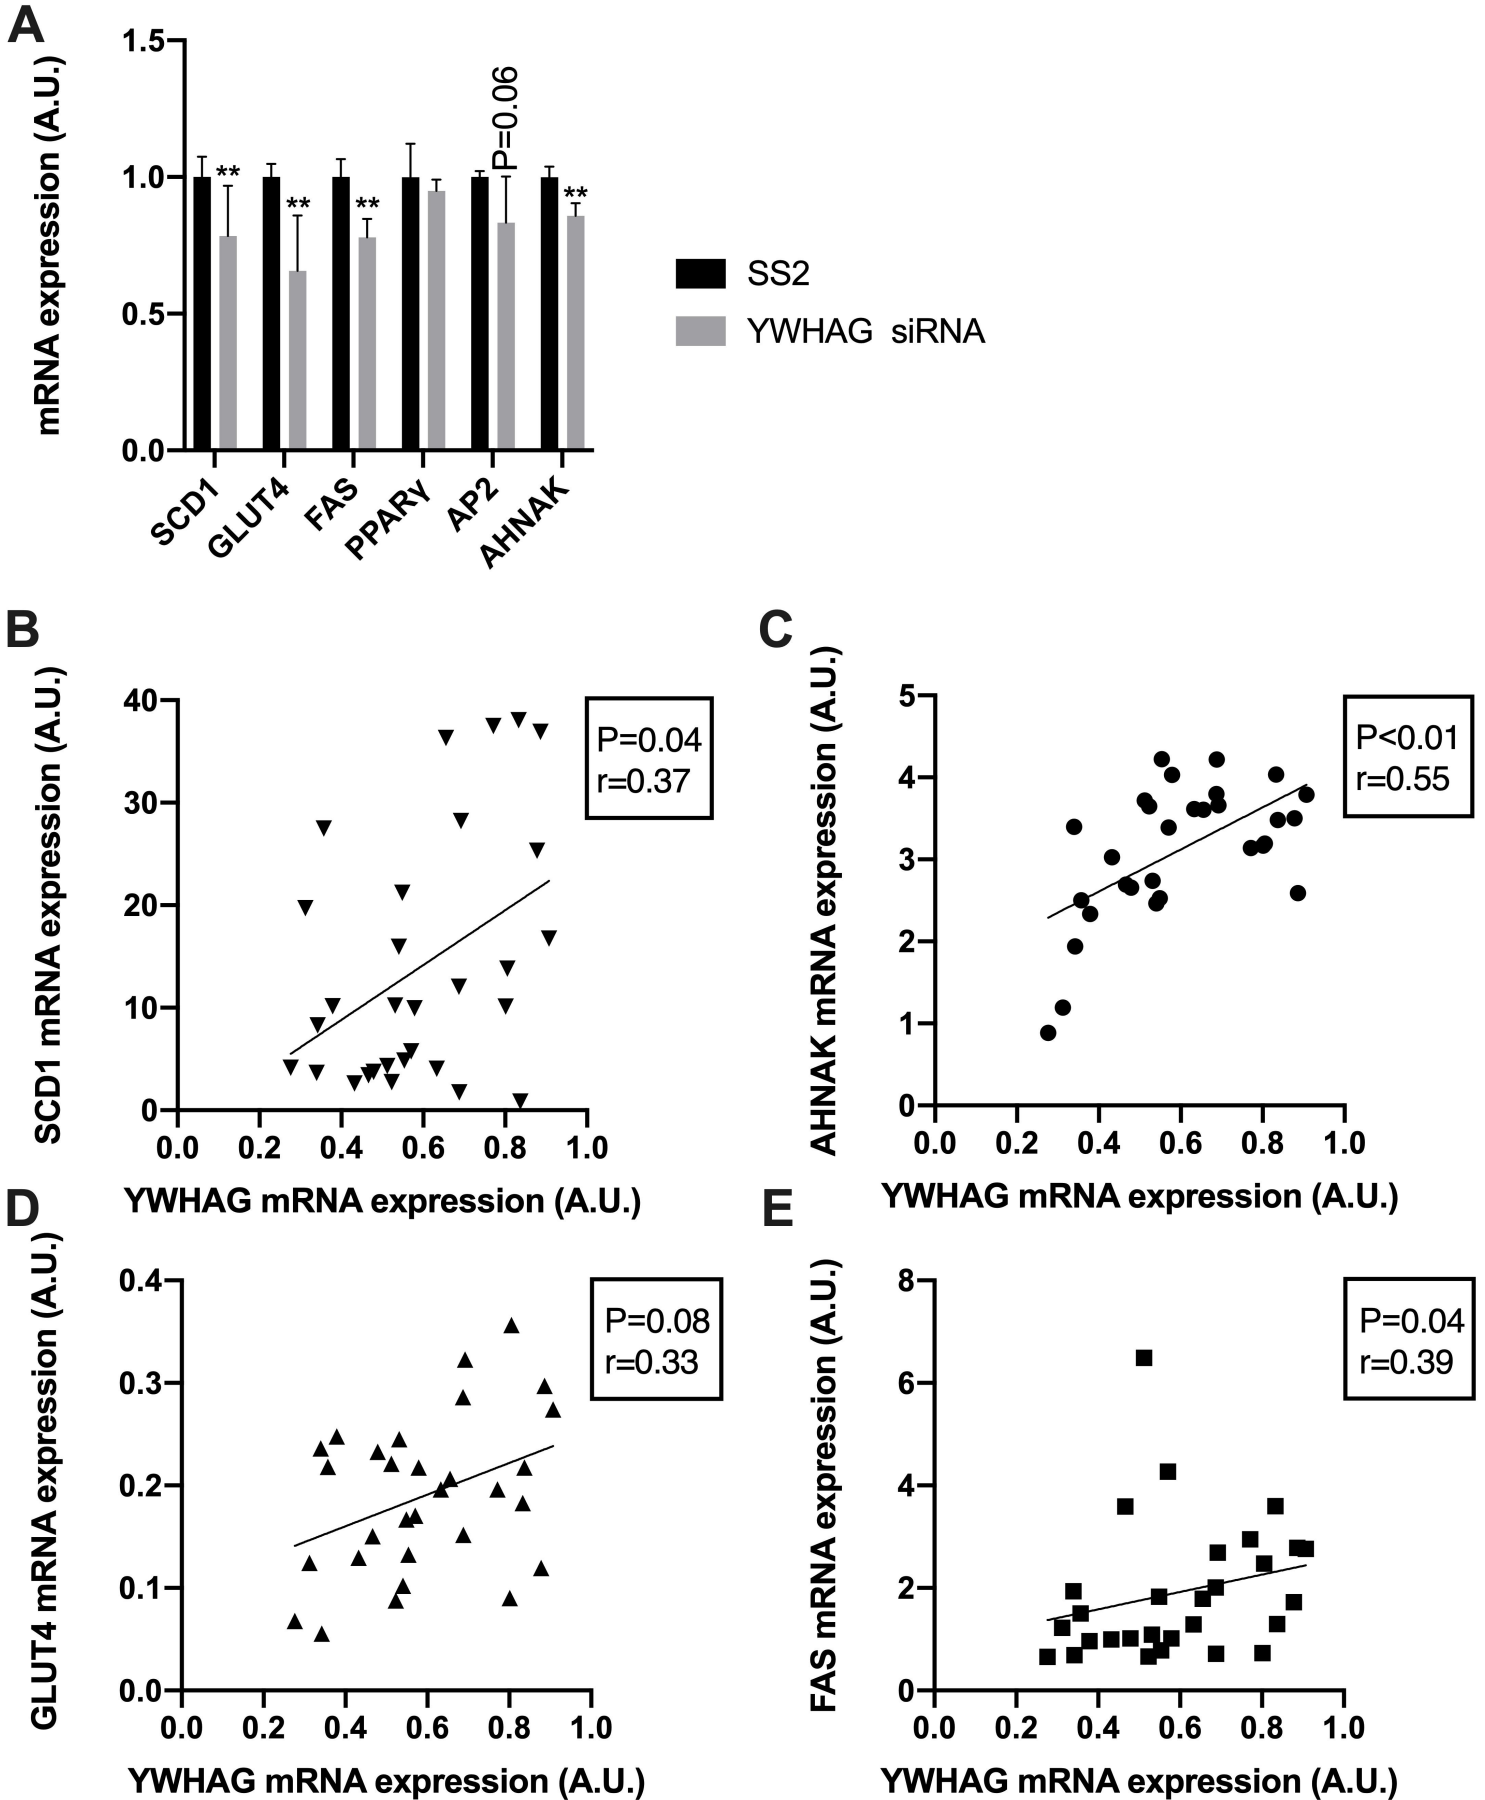 A
mRNA expression (A.U.)
1.5
1.0
0.5
0.0
**
**
**
P=0.06
**
SCD1
GLUT4
FAS
PPARγ
AP2
AHNAK
SS2
YWHAG siRNA
B
SCD1 mRNA expression (A.U.)
40
30
20
10
0
0.0 0.2 0.4 0.6 0.8 1.0
YWHAG mRNA expression (A.U.)
P=0.04
r=0.37
C
AHNAK mRNA expression (A.U.)
5
4
3
2
1
0
0.0 0.2 0.4 0.6 0.8 1.0
YWHAG mRNA expression (A.U.)
P<0.01
r=0.55
D
GLUT4 mRNA expression (A.U.)
0.4
0.3
0.2
0.1
0.0
0.0 0.2 0.4 0.6 0.8 1.0
YWHAG mRNA expression (A.U.)
P=0.08
r=0.33
E
FAS mRNA expression (A.U.)
8
6
4
2
0
0.0 0.2 0.4 0.6 0.8 1.0
YWHAG mRNA expression (A.U.)
P=0.04
r=0.39